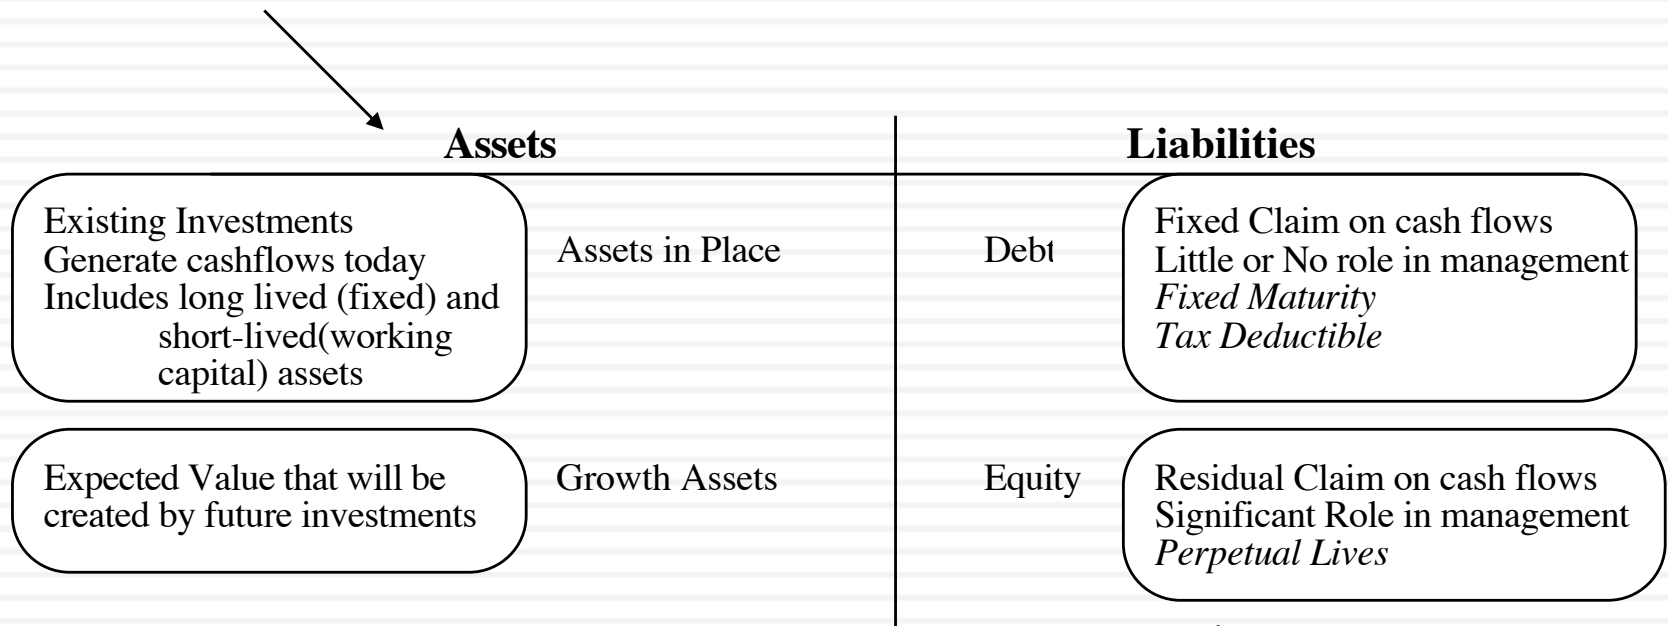 Assets
Liabilities
Existing Investments
Generate cashflows today
Includes long lived (fixed) and
short-lived(working
capital) assets
Assets in Place
Debt
Fixed Claim on cash flows
Little or No role in management
Fixed Maturity
Tax Deductible
Expected Value that will be
created by future investments
Growth Assets
Equity
Residual Claim on cash flows
Significant Role in management
Perpetual Lives